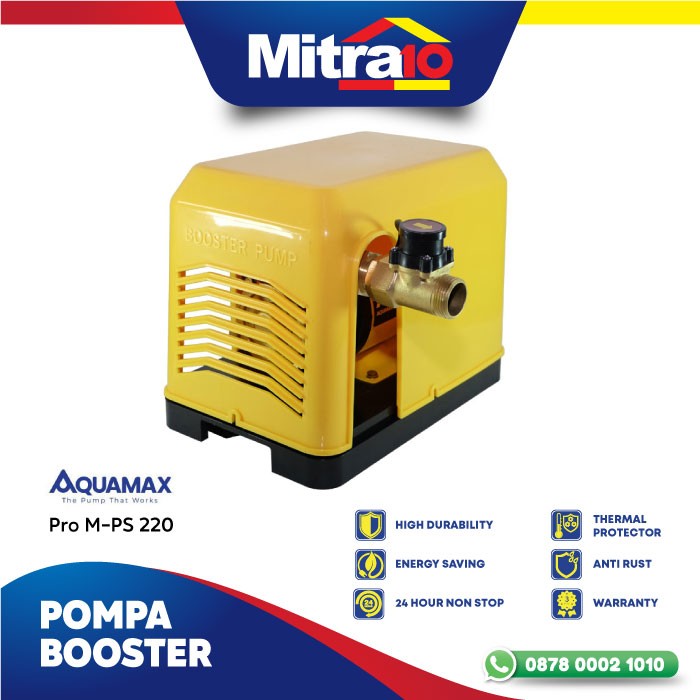 Mitra10
BOOSTER PUMP
AQUAMAX
The Pump That Works
Pro M-PS 220
HIGH DURABILITY
ENERGY SAVING
24
24 HOUR NON STOP
THERMAL
PROTECTOR
ANTI RUST
WARRANTY
POMPA
BOOSTER
0878 0002 1010